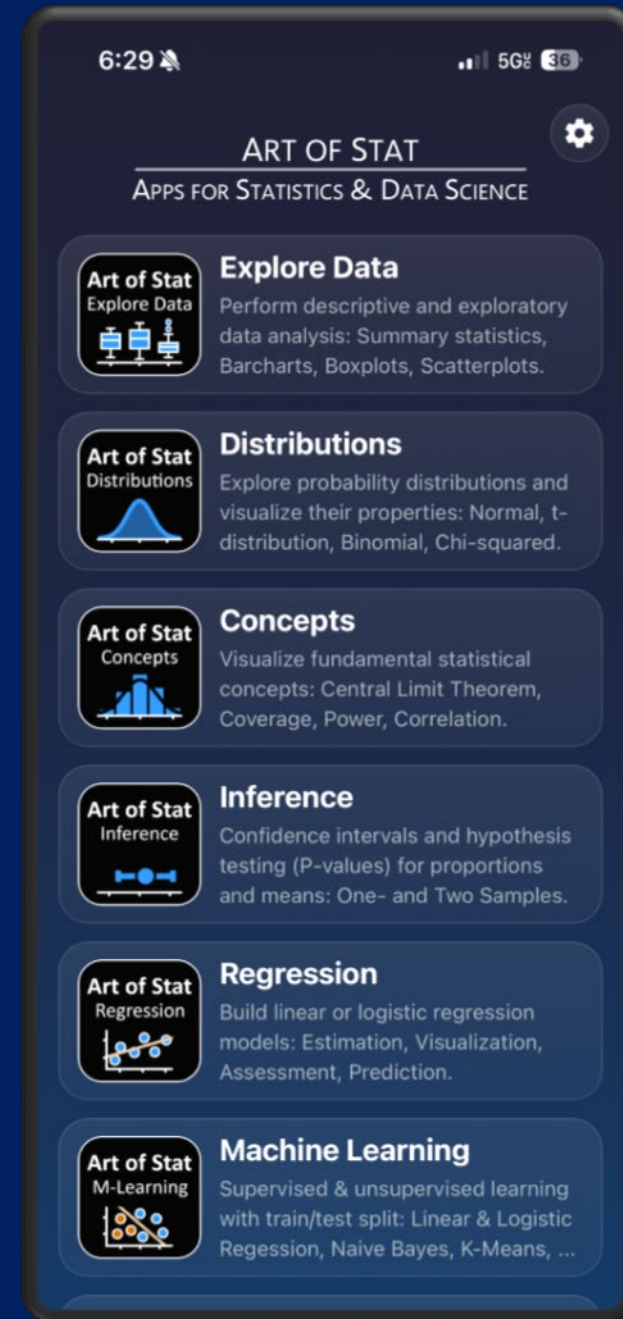 6:29
5G
36
ART OF STAT
APPS FOR STATISTICS & DATA SCIENCE
Art of Stat
Explore Data
Explore Data
Perform descriptive and exploratory
data analysis: Summary statistics,
Barcharts, Boxplots, Scatterplots.
Art of Stat
Distributions
Distributions
Explore probability distributions and
visualize their properties: Normal, t-
distribution, Binomial, Chi-squared.
Art of Stat
Concepts
Concepts
Visualize fundamental statistical
concepts: Central Limit Theorem,
Coverage, Power, Correlation.
Art of Stat
Inference
Inference
Confidence intervals and hypothesis
testing (P-values) for proportions
and means: One- and Two Samples.
Art of Stat
Regression
Regression
Build linear or logistic regression
models: Estimation, Visualization,
Assessment, Prediction.
Art of Stat
M-Learning
Machine Learning
Supervised & unsupervised learning
with train/test split: Linear & Logistic
Regession, Naive Bayes, K-Means, ...